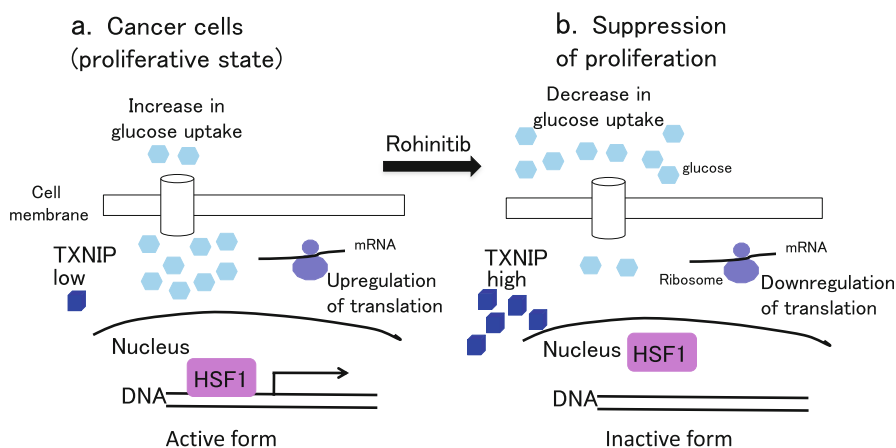 a. Cancer cells
(proliferative state)
Increase in
glucose uptake
Cell
membrane
TXNIP
low
mRNA
Upregulation
of translation
Nucleus
HSF1
DNA
Active form
Rohinitib
b. Suppression
of proliferation
Decrease in
glucose uptake
glucose
TXNIP
high
mRNA
Ribosome
Downregulation
of translation
Nucleus
HSF1
DNA
Inactive form